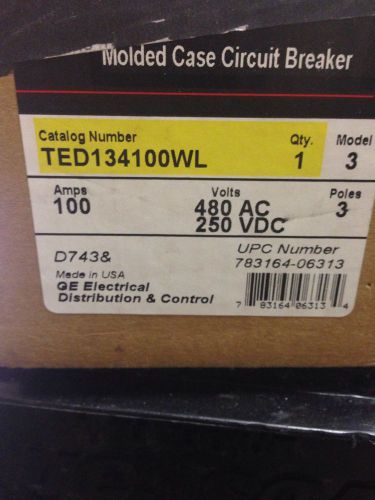 Molded Case Circuit Breaker
Catalog Number Qty. Model
TED134100WL 1 3
Amps Volts Poles
100 480 AC 3
250 VDC
D743& UPC Number
Made in USA 783164-06313
GE Electrical
Distribution & Control
7 83164 06313 4